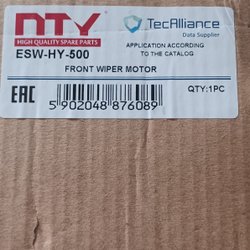 NTY
HIGH QUALITY SPARE PARTS
TecAlliance
Data Supplier
APPLICATION ACCORDING
TO THE CATALOG
ESW-HY-500
FRONT WIPER MOTOR
EAC
5 902048 876089
QTY:1PC